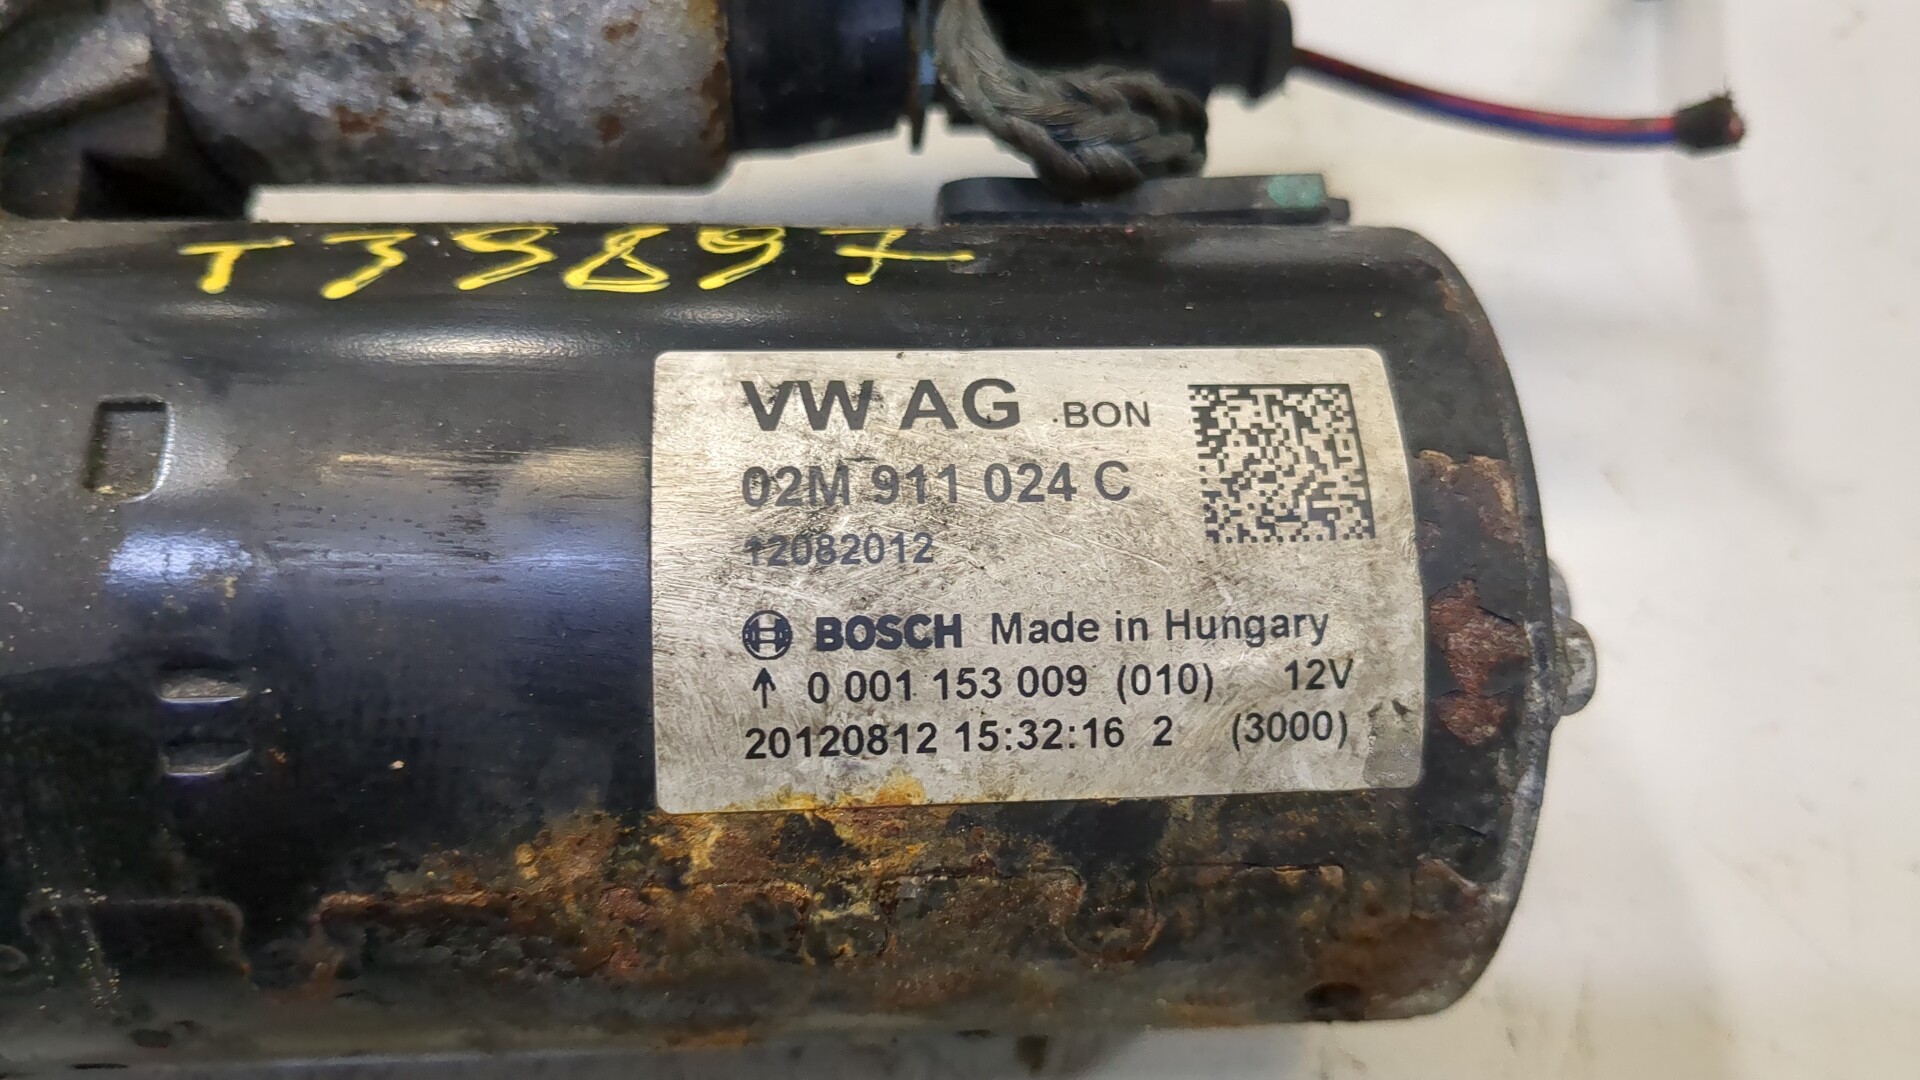 T39897
VW AG .BON
02M 911 024 C
12082012
BOSCH Made in Hungary
↑ 0 001 153 009 (010) 12V
20120812 15:32:16 2 (3000)